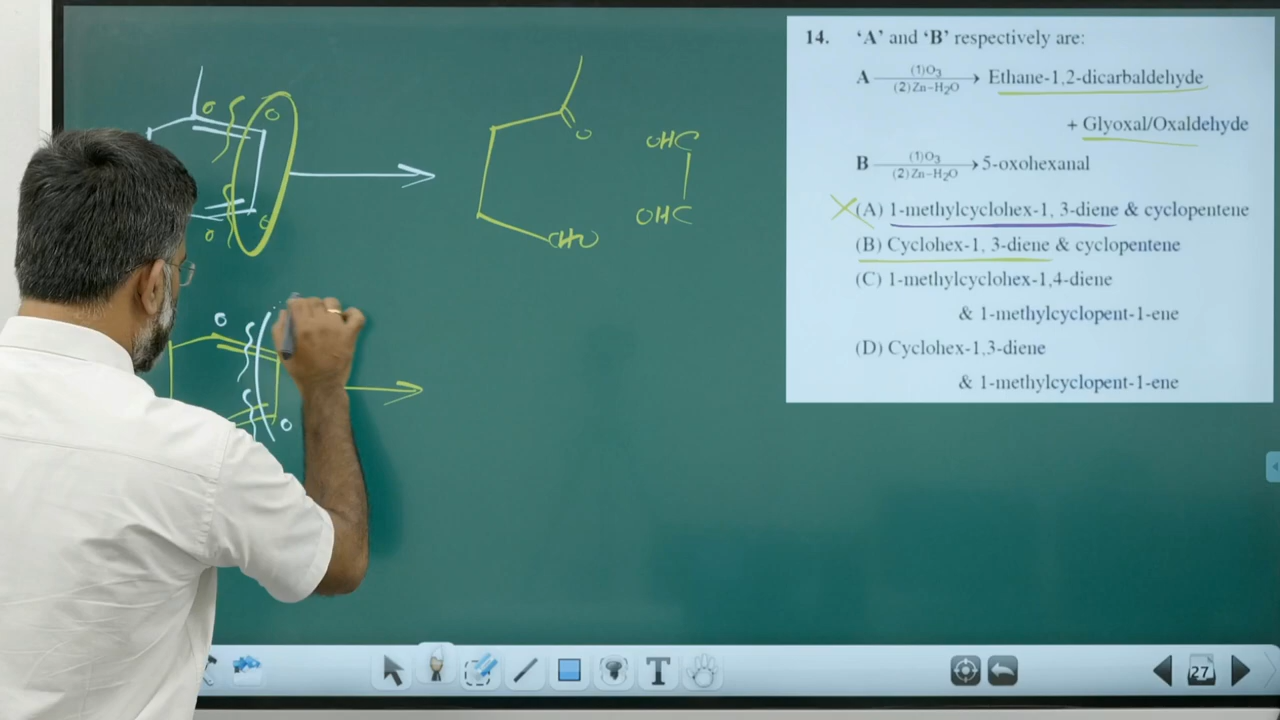 14. 'A' and 'B' respectively are:
A (1)O3 (2)Zn–H2O → Ethane-1,2-dicarbaldehyde
+ Glyoxal/Oxaldehyde
B (1)O3 (2)Zn–H2O → 5-oxohexanal
(A) 1-methylcyclohex-1, 3-diene & cyclopentene
(B) Cyclohex-1, 3-diene & cyclopentene
(C) 1-methylcyclohex-1,4-diene
& 1-methylcyclopent-1-ene
(D) Cyclohex-1,3-diene
& 1-methylcyclopent-1-ene
O O
O O
O
CHO
OHC
OHC
O
O
T
27